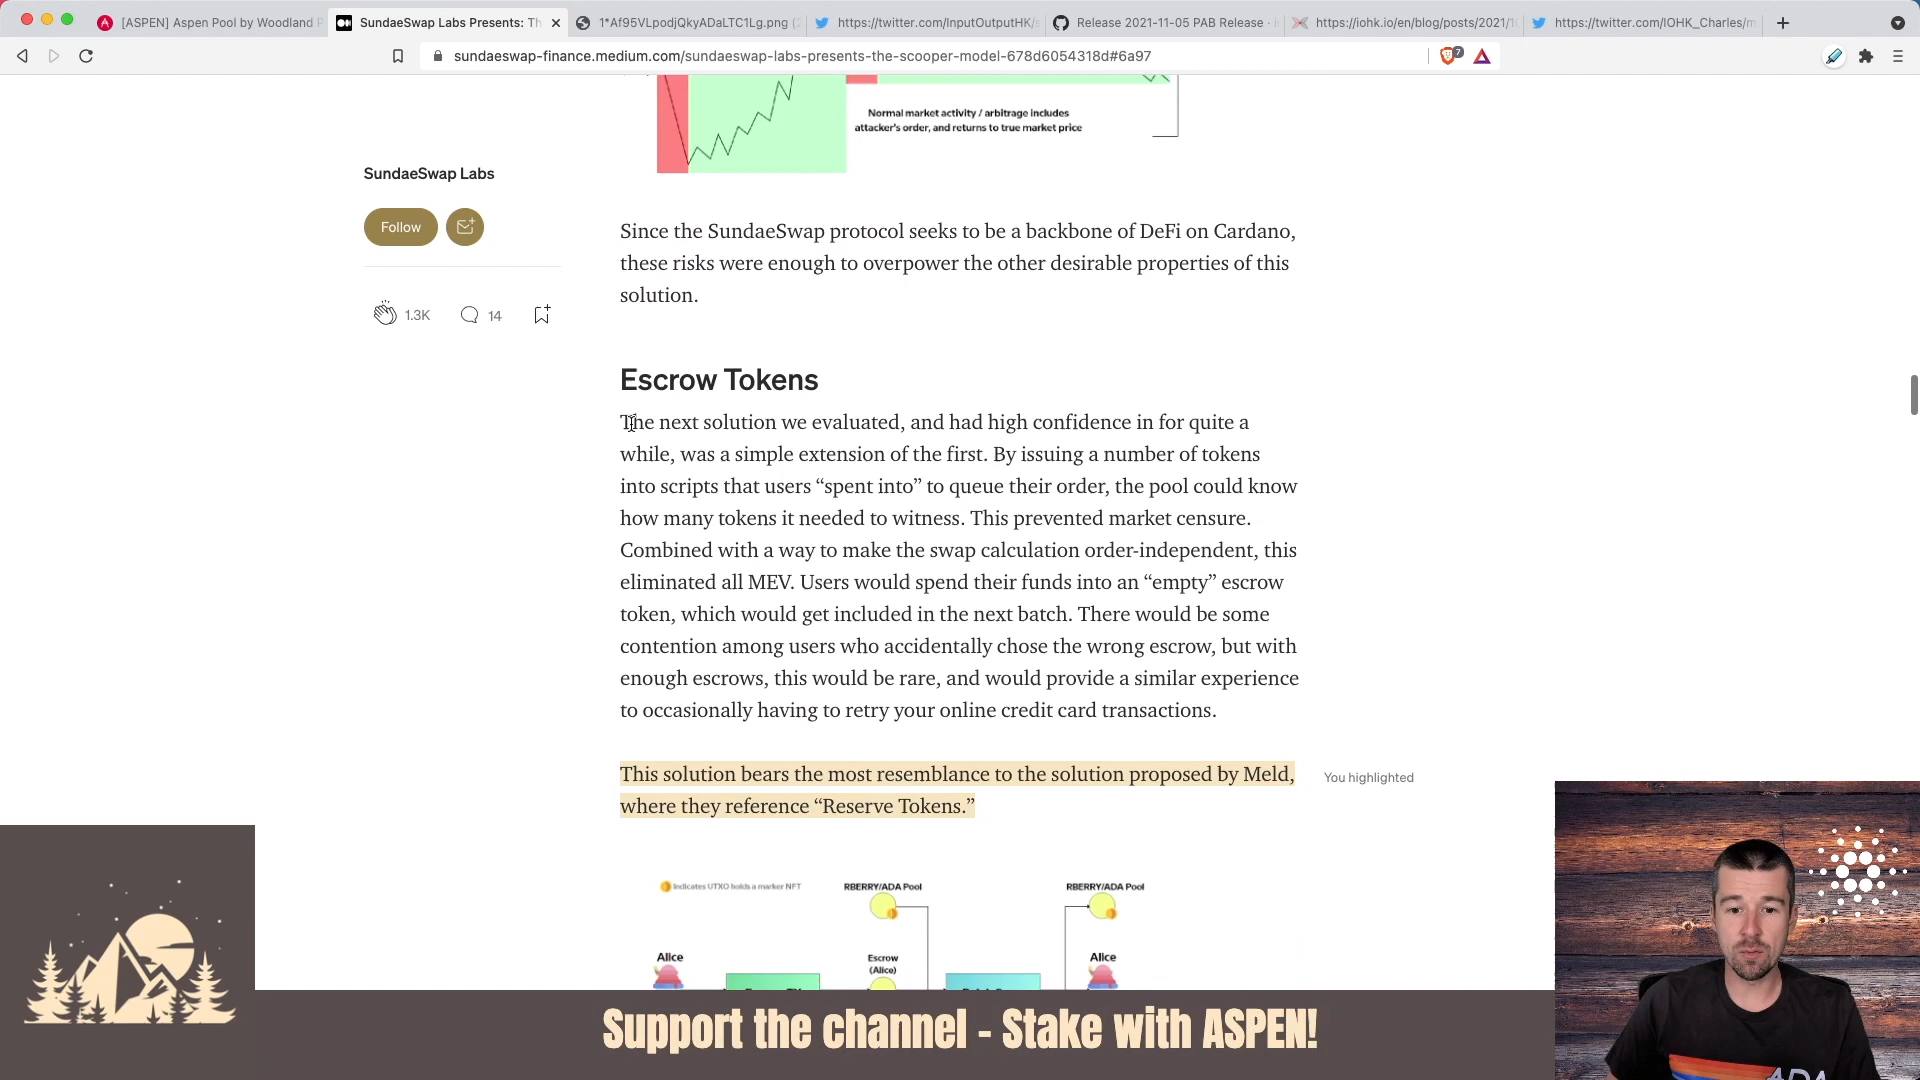 [ASPEN] Aspen Pool by Woodland P
SundaeSwap Labs Presents: Th
1*Af95VLpodjQkyADaLTC1Lg.png (2
https://twitter.com/InputOutputHK/s
Release 2021-11-05 PAB Release · i
https://iohk.io/en/blog/posts/2021/1
https://twitter.com/IOHK_Charles/m
sundaeswap-finance.medium.com/sundaeswap-labs-presents-the-scooper-model-678d6054318d#6a97
7
Normal market activity / arbitrage includes
attacker's order, and returns to true market price
SundaeSwap Labs
Follow
1.3K
14
Since the SundaeSwap protocol seeks to be a backbone of DeFi on Cardano,
these risks were enough to overpower the other desirable properties of this
solution.
Escrow Tokens
The next solution we evaluated, and had high confidence in for quite a
while, was a simple extension of the first. By issuing a number of tokens
into scripts that users “spent into” to queue their order, the pool could know
how many tokens it needed to witness. This prevented market censure.
Combined with a way to make the swap calculation order-independent, this
eliminated all MEV. Users would spend their funds into an “empty” escrow
token, which would get included in the next batch. There would be some
contention among users who accidentally chose the wrong escrow, but with
enough escrows, this would be rare, and would provide a similar experience
to occasionally having to retry your online credit card transactions.
This solution bears the most resemblance to the solution proposed by Meld,
where they reference “Reserve Tokens.”
You highlighted
Indicates UTXO holds a marker NFT
RBERRY/ADA Pool
RBERRY/ADA Pool
Alice
Escrow
(Alice)
Alice
Support the channel - Stake with ASPEN!
ADA